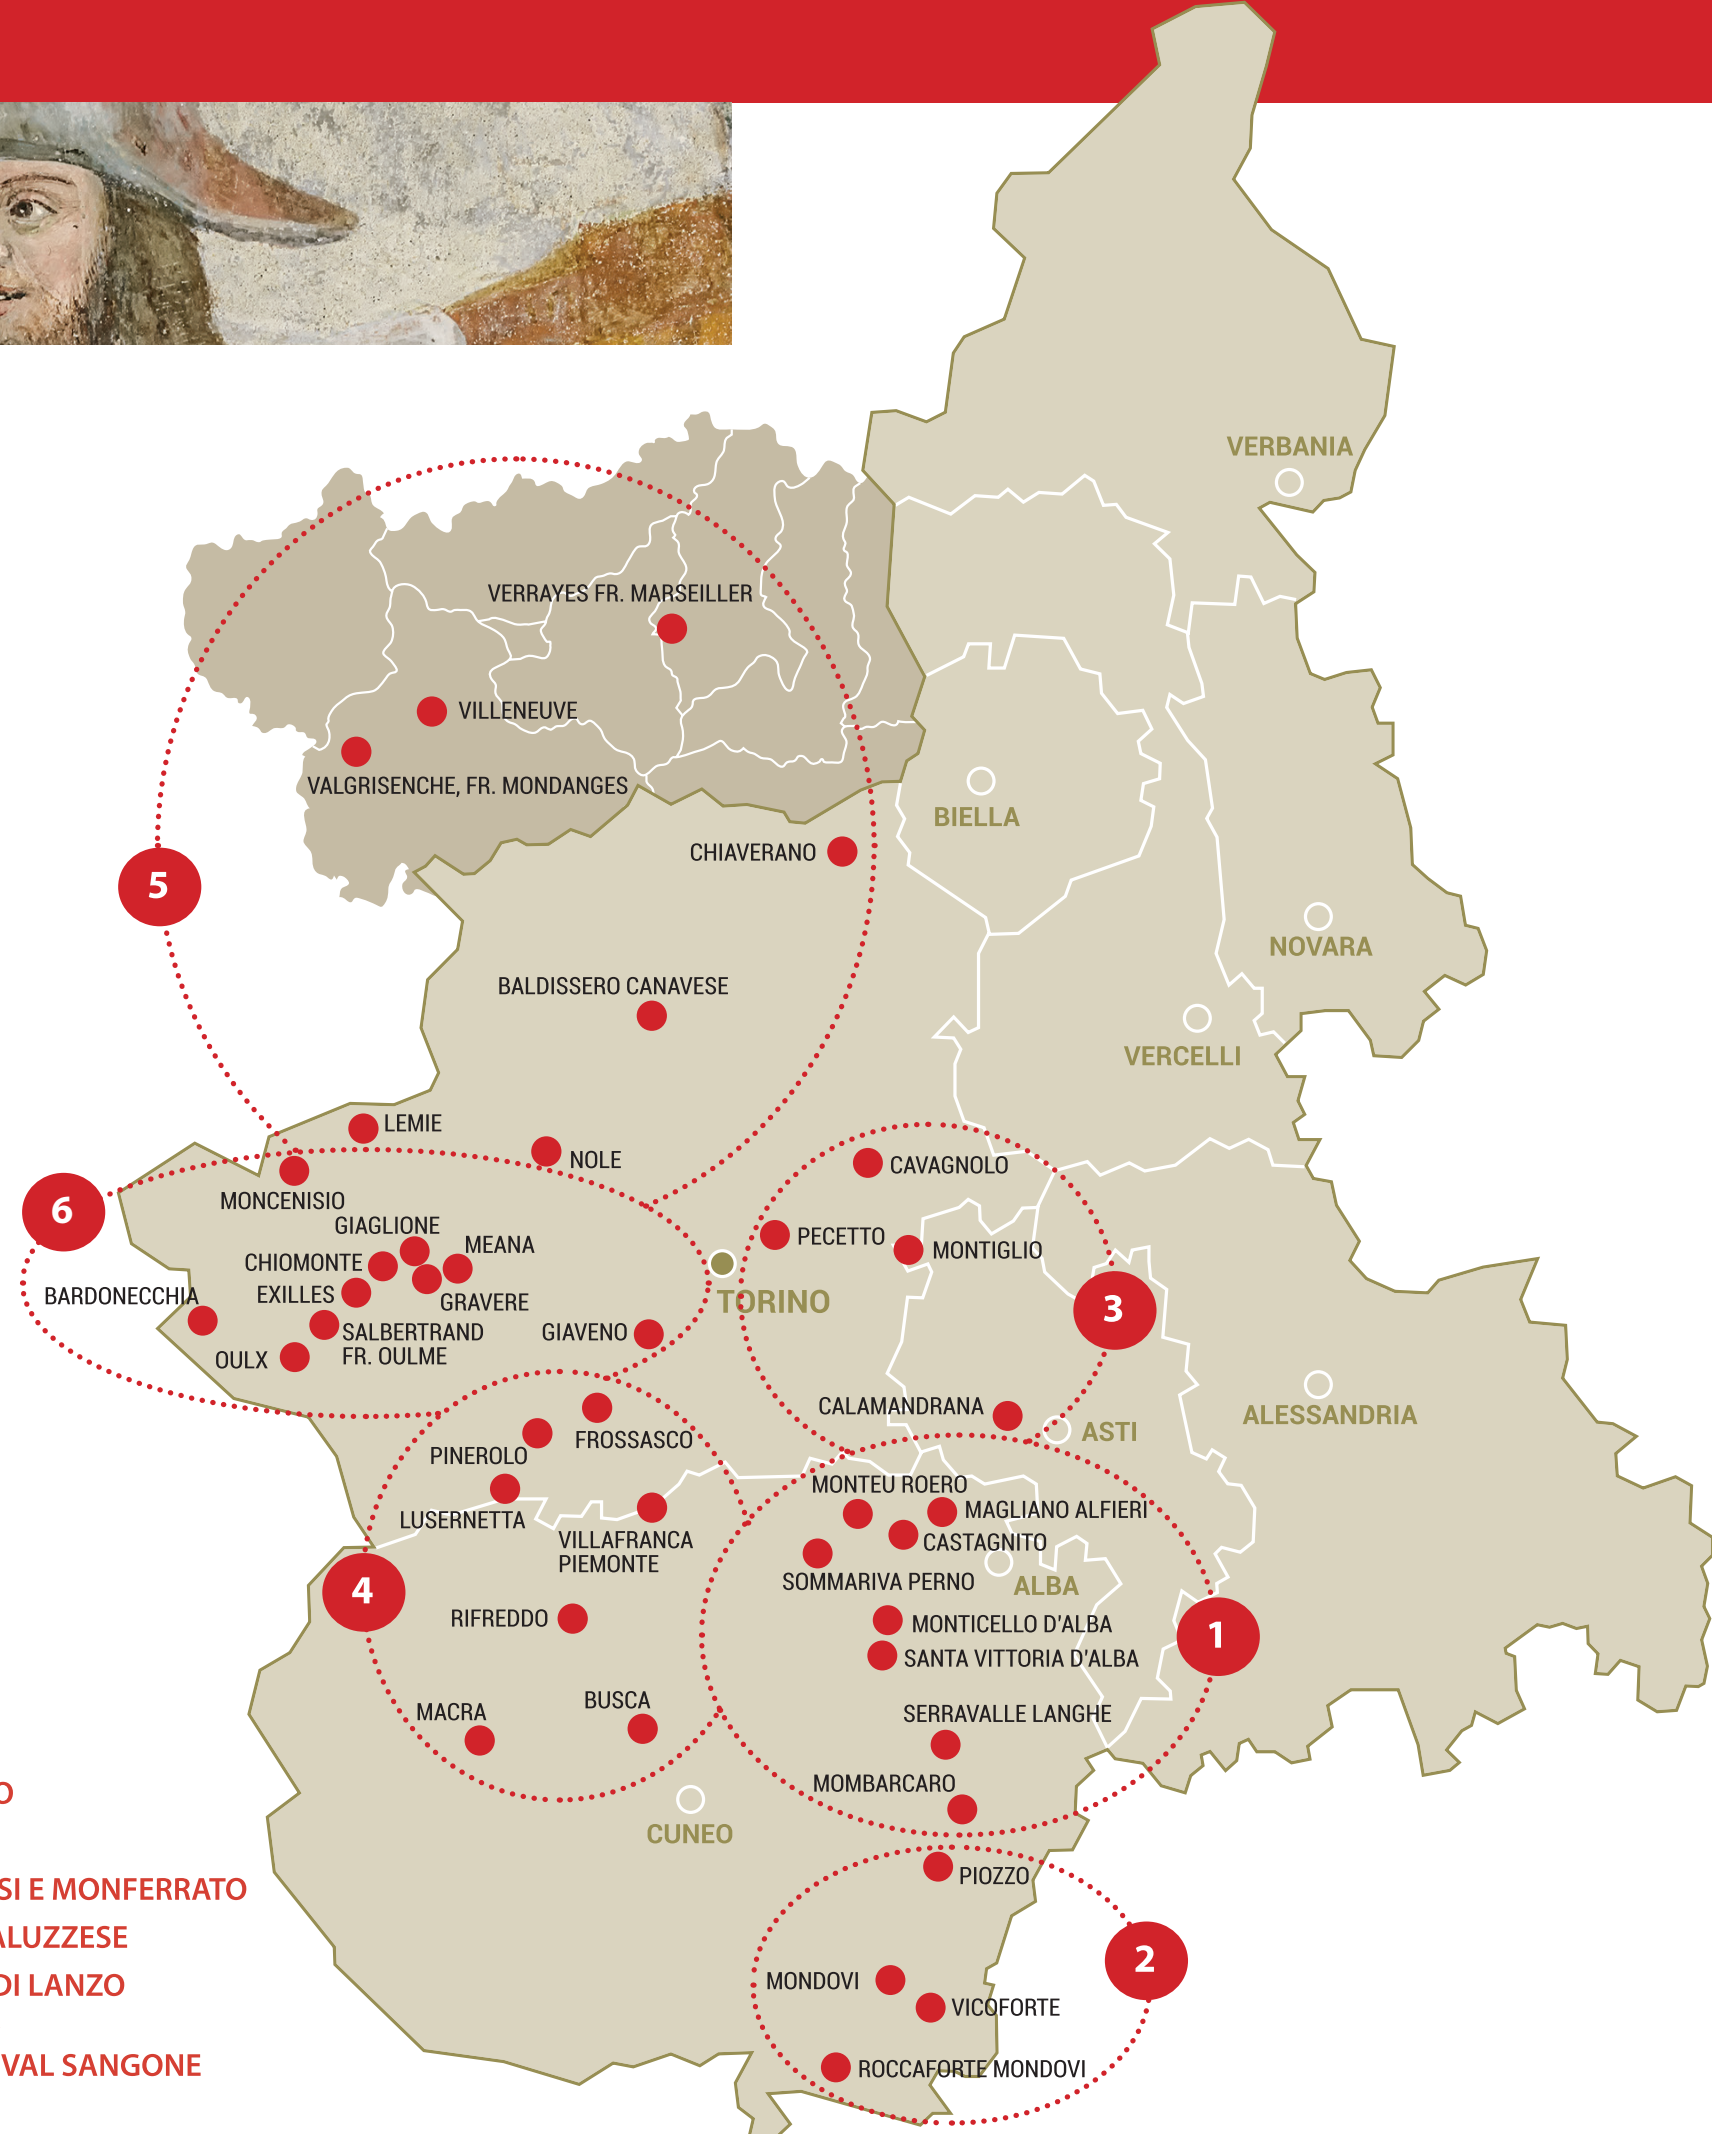 VERBANIA
VERRAYES FR. MARSEILLER
VILLENEUVE
VALGRISENCHE, FR. MONDANGES
BIELLA
CHIAVERANO
5
NOVARA
BALDISSERO CANAVESE
VERCELLI
LEMIE
NOLE
CAVAGNOLO
6
MONCENISIO
GIAGLIONE
PECETTO
MEANA
MONTIGLIO
CHIOMONTE
BARDONECCHIA
EXILLES
GRAVERE
TORINO
3
SALBERTRAND
FR. OULME
GIAVENO
OULX
CALAMANDRANA
ALESSANDRIA
ASTI
FROSSASCO
PINEROLO
MONTEU ROERO
MAGLIANO ALFIERI
LUSERNETTA
VILLAFRANCA
PIEMONTE
CASTAGNITO
SOMMARIVA PERNO
ALBA
4
RIFREDDO
MONTICELLO D'ALBA
1
SANTA VITTORIA D'ALBA
BUSCA
MACRA
SERRAVALLE LANGHE
MOMBARCARO
O
CUNEO
PIOZZO
SI E MONFERRATO
ALUZZESE
2
MONDOVI
DI LANZO
VICOFORTE
VAL SANGONE
ROCCAFORTE MONDOVI